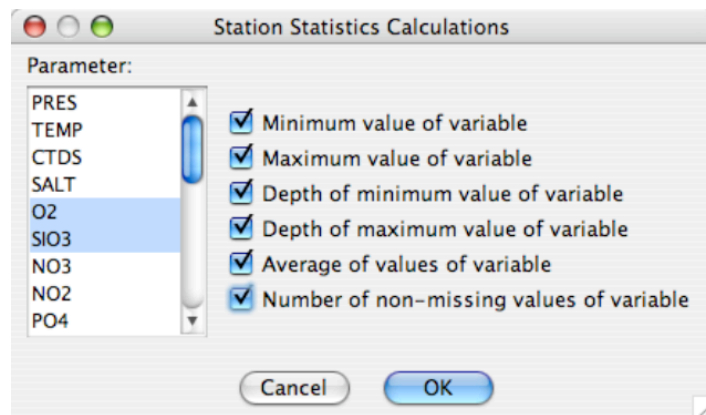 Station Statistics Calculations
Parameter:
PRES
TEMP
CTDS
SALT
O2
SIO3
NO3
NO2
PO4
Minimum value of variable
Maximum value of variable
Depth of minimum value of variable
Depth of maximum value of variable
Average of values of variable
Number of non-missing values of variable
Cancel
OK